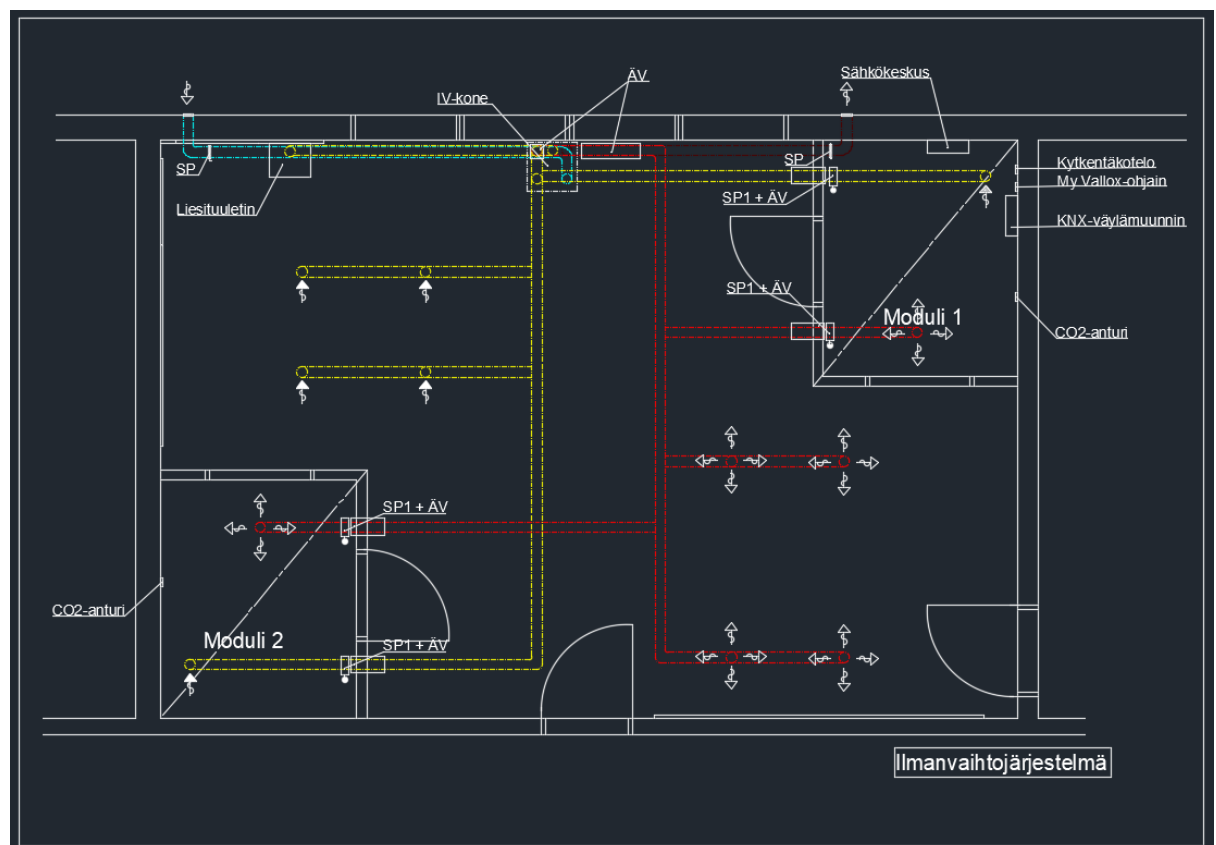 ÄV
Sähkökeskus
IV-kone
SP
SP
Kytkentäkotelo
My Vallox-ohjain
SP1 + ÄV
Liesituuletin
KNX-väylämuunnin
SP1 + ÄV
Moduli 1
CO2-anturi
SP1 + ÄV
CO2-anturi
Moduli 2
SP1 + ÄV
Ilmanvaihtojärjestelmä